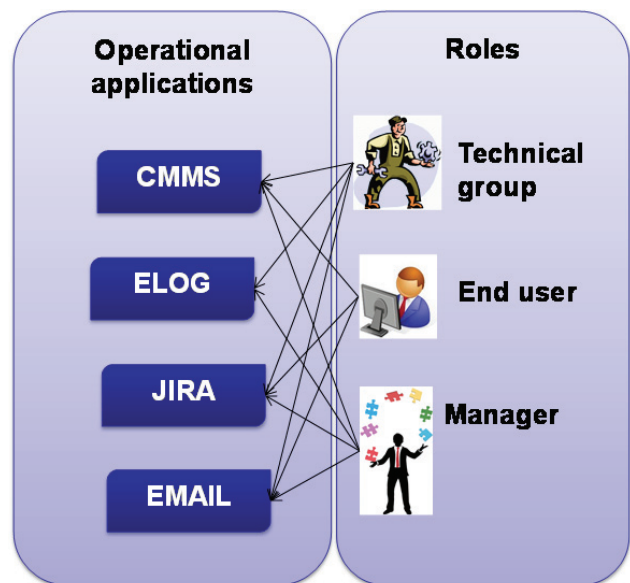 Operational
applications
CMMS
ELOG
JIRA
EMAIL
Roles
Technical
group
End user
Manager